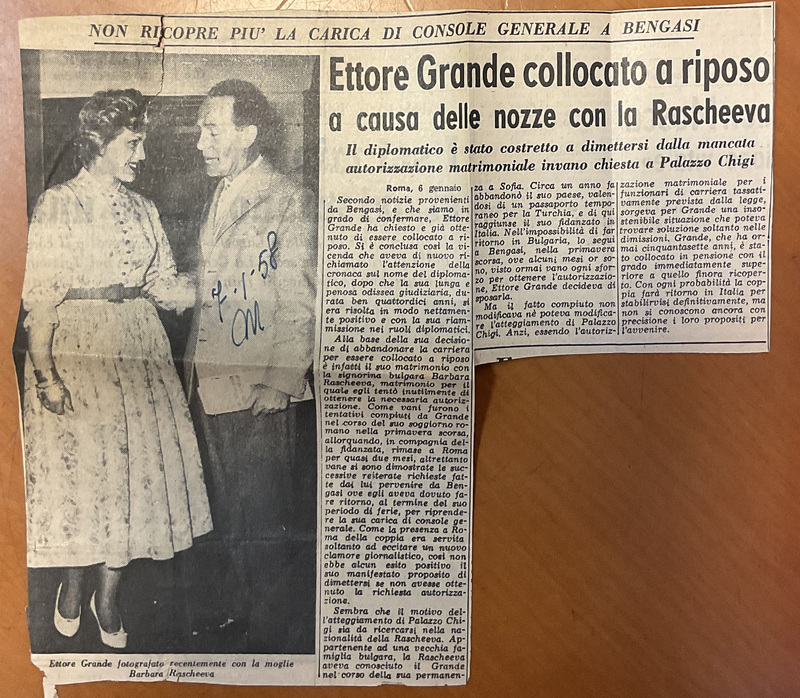 NON RICOPRE PIU' LA CARICA DI CONSOLE GENERALE A BENGASI
Ettore Grande collocato a riposo
a causa delle nozze con la Rascheeva
Il diplomatico è stato costretto a dimettersi dalla mancata
autorizzazione matrimoniale invano chiesta a Palazzo Chigi
Roma, 6 gennaio
Secondo notizie provenienti
da Bengasi, e che siamo in
grado di confermare, Ettore
Grande ha chiesto e già otte-
nuto di essere collocato a ri-
poso. Si è conclusa così la vi-
cenda che aveva di nuovo ri-
chiamato l'attenzione della
cronaca sul nome del diploma-
tico, dopo che la sua lunga e
penosa odissea giudiziaria, du-
rata ben quattordici anni, si
era risolta in modo nettamente
positivo e con la sua riam-
missione nei ruoli diplomatici.
Alla base della sua decisione
di abbandonare la carriera
per essere collocato a riposo
è infatti il suo matrimonio con
la signorina bulgara Barbara
Rascheeva, matrimonio per il
quale egli tentò inutilmente di
ottenere la necessaria autoriz-
zazione. Come vani furono i
tentativi compiuti da Grande
nel corso del suo soggiorno ro-
mano nella primavera scorsa,
allorquando, in compagnia del-
la fidanzata, rimase a Roma
per quasi due mesi, altrettanto
vane si sono dimostrate le suc-
cessive reiterate richieste fat-
te dai lui pervenire da Ben-
gasi ove egli aveva dovuto fa-
re ritorno, al termine del suo
periodo di ferie, per riprende-
re la sua carica di console ge-
nerale. Come la presenza a Ro-
ma della coppia era servita
soltanto ad eccitare un nuovo
clamore giornalistico, così non
ebbe alcun esito positivo il
suo manifestato proposito di
dimettersi se non avesse otte-
nuto la richiesta autorizza-
zione.
Sembra che il motivo del-
l'atteggiamento di Palazzo Chi-
gi sia da ricercarsi nella na-
zionalità della Rascheeva. Ap-
partenente ad una vecchia fa-
miglia bulgara, la Rascheeva
aveva conosciuto il Grande
nel corso della sua permanen-
za a Sofia. Circa un anno fa
abbandonò il suo paese, valen-
dosi di un passaporto tempo-
raneo per la Turchia, e di qui
raggiunse il suo fidanzato in
Italia. Nell'impossibilità di far
ritorno in Bulgaria, lo seguì
a Bengasi, nella primavera
scorsa, ove alcuni mesi or so-
no, visto ormai vano ogni sfor-
zo per ottenere l'autorizzazio-
ne, Ettore Grande decideva di
sposarla.
Ma il fatto compiuto non
modificava nè poteva modifica-
re l'atteggiamento di Palazzo
Chigi. Anzi, essendo l'autoriz-
zazione matrimoniale per i
funzionari di carriera tassati-
vamente prevista dalla legge,
sorgeva per Grande una inso-
stenibile situazione che poteva
trovare soluzione soltanto nelle
dimissioni. Grande, che ha or-
mai cinquantasette anni, è sta-
to collocato in pensione con il
grado immediatamente supe-
riore a quello finora ricoper-
to. Con ogni probabilità la cop-
pia farà ritorno in Italia per
stabilirvisi definitivamente, ma
non si conoscono ancora con
precisione i loro propositi per
l'avvenire.
7-1-58
Ettore Grande fotografato recentemente con la moglie
Barbara Rascheeva